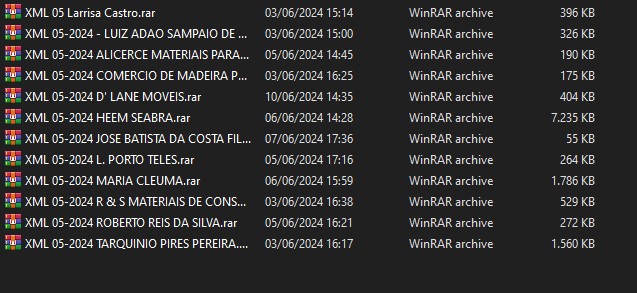 XML 05 Larrisa Castro.rar 03/06/2024 15:14 WinRAR archive 396 KB
XML 05-2024 - LUIZ ADAO SAMPAIO DE ... 03/06/2024 15:00 WinRAR archive 326 KB
XML 05-2024 ALICERCE MATERIAIS PARA... 05/06/2024 14:45 WinRAR archive 190 KB
XML 05-2024 COMERCIO DE MADEIRA P... 03/06/2024 16:25 WinRAR archive 175 KB
XML 05-2024 D' LANE MOVEIS.rar 10/06/2024 14:35 WinRAR archive 404 KB
XML 05-2024 HEEM SEABRA.rar 06/06/2024 14:28 WinRAR archive 7.235 KB
XML 05-2024 JOSE BATISTA DA COSTA FIL... 07/06/2024 17:36 WinRAR archive 55 KB
XML 05-2024 L. PORTO TELES.rar 05/06/2024 17:16 WinRAR archive 264 KB
XML 05-2024 MARIA CLEUMA.rar 06/06/2024 15:59 WinRAR archive 1.786 KB
XML 05-2024 R & S MATERIAIS DE CONS... 03/06/2024 16:38 WinRAR archive 529 KB
XML 05-2024 ROBERTO REIS DA SILVA.rar 05/06/2024 16:21 WinRAR archive 272 KB
XML 05-2024 TARQUINIO PIRES PEREIRA.... 03/06/2024 16:17 WinRAR archive 1.560 KB